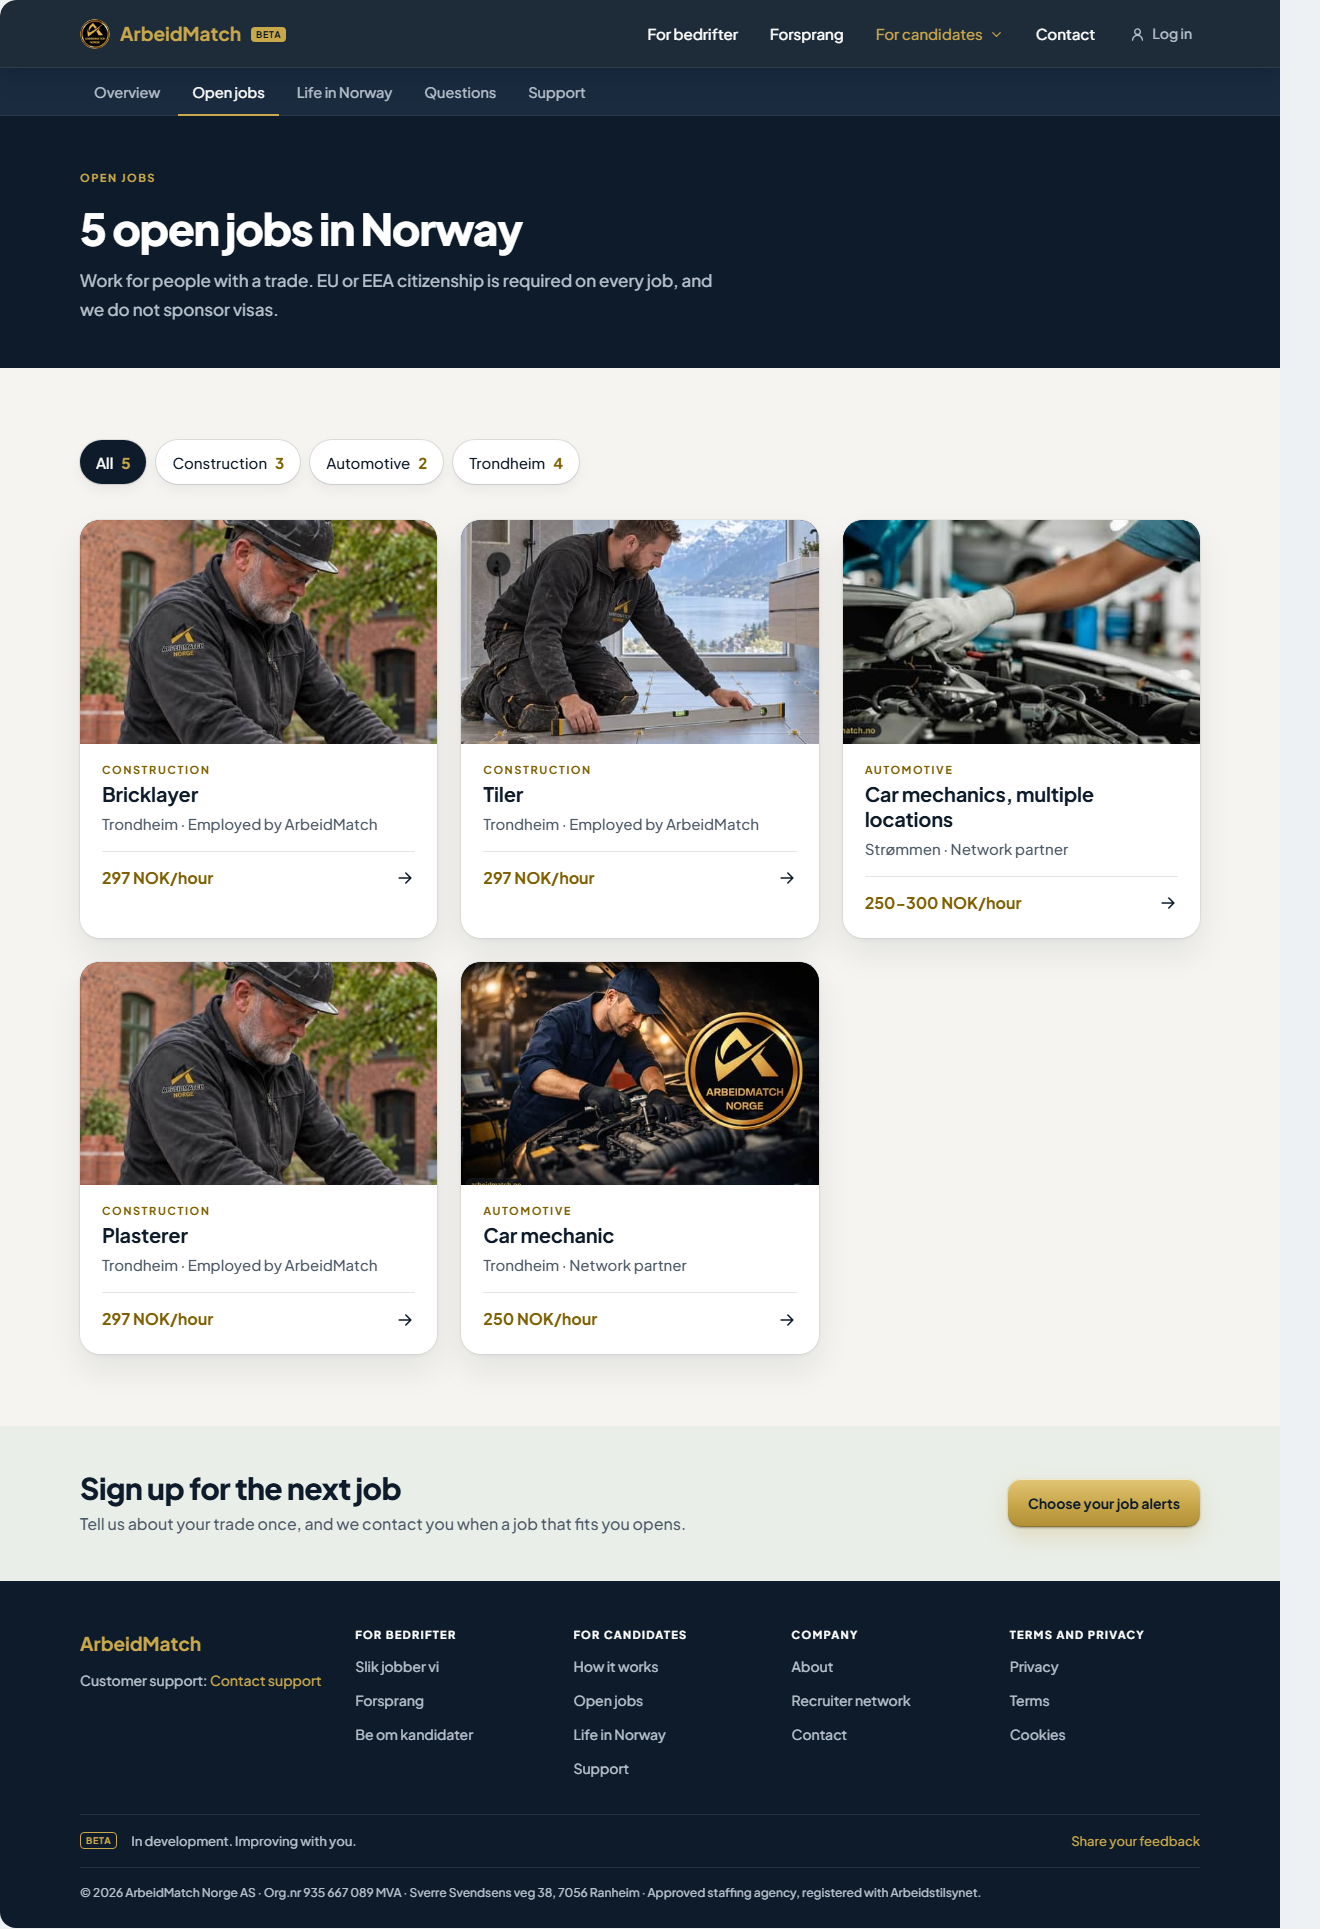 ArbeidMatch BETA
For bedrifter Forsprang For candidates Contact Log in
Overview Open jobs Life in Norway Questions Support
OPEN JOBS
5 open jobs in Norway
Work for people with a trade. EU or EEA citizenship is required on every job, and
we do not sponsor visas.
All 5 Construction 3 Automotive 2 Trondheim 4
ARBEIDMATCH
NORGE
atch.no
CONSTRUCTION
Bricklayer
Trondheim · Employed by ArbeidMatch
297 NOK/hour
CONSTRUCTION
Tiler
Trondheim · Employed by ArbeidMatch
297 NOK/hour
AUTOMOTIVE
Car mechanics, multiple
locations
Strømmen · Network partner
250–300 NOK/hour
ARBEIDMATCH
NORGE
ARBEIDMATCH
NORGE
arbeidmatch.no
CONSTRUCTION
Plasterer
Trondheim · Employed by ArbeidMatch
297 NOK/hour
AUTOMOTIVE
Car mechanic
Trondheim · Network partner
250 NOK/hour
Sign up for the next job
Tell us about your trade once, and we contact you when a job that fits you opens.
Choose your job alerts
ArbeidMatch
Customer support: Contact support
FOR BEDRIFTER
Slik jobber vi
Forsprang
Be om kandidater
FOR CANDIDATES
How it works
Open jobs
Life in Norway
Support
COMPANY
About
Recruiter network
Contact
TERMS AND PRIVACY
Privacy
Terms
Cookies
BETA In development. Improving with you.
Share your feedback
© 2026 ArbeidMatch Norge AS · Org.nr 935 667 089 MVA · Sverre Svendsens veg 38, 7056 Ranheim · Approved staffing agency, registered with Arbeidstilsynet.